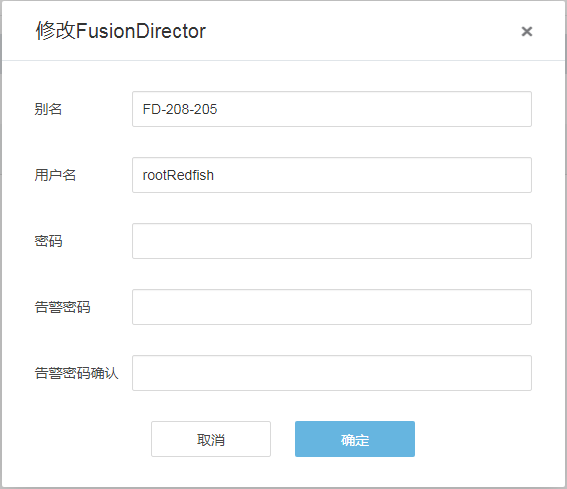 修改FusionDirector
别名 FD-208-205
用户名 rootRedfish
密码
告警密码
告警密码确认
取消 确定